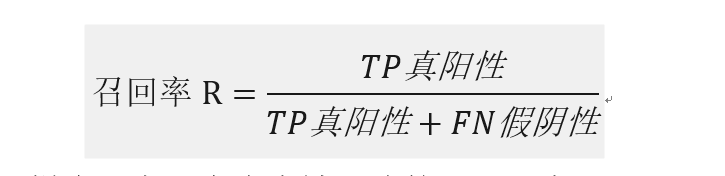 召回率 R = TP真阳性 / TP真阳性 + FN假阴性